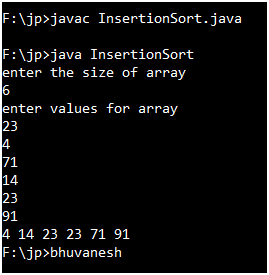 F:\jp>javac InsertionSort.java
F:\jp>java InsertionSort
enter the size of array
6
enter values for array
23
4
71
14
23
91
4 14 23 23 71 91
F:\jp>bhuvanesh